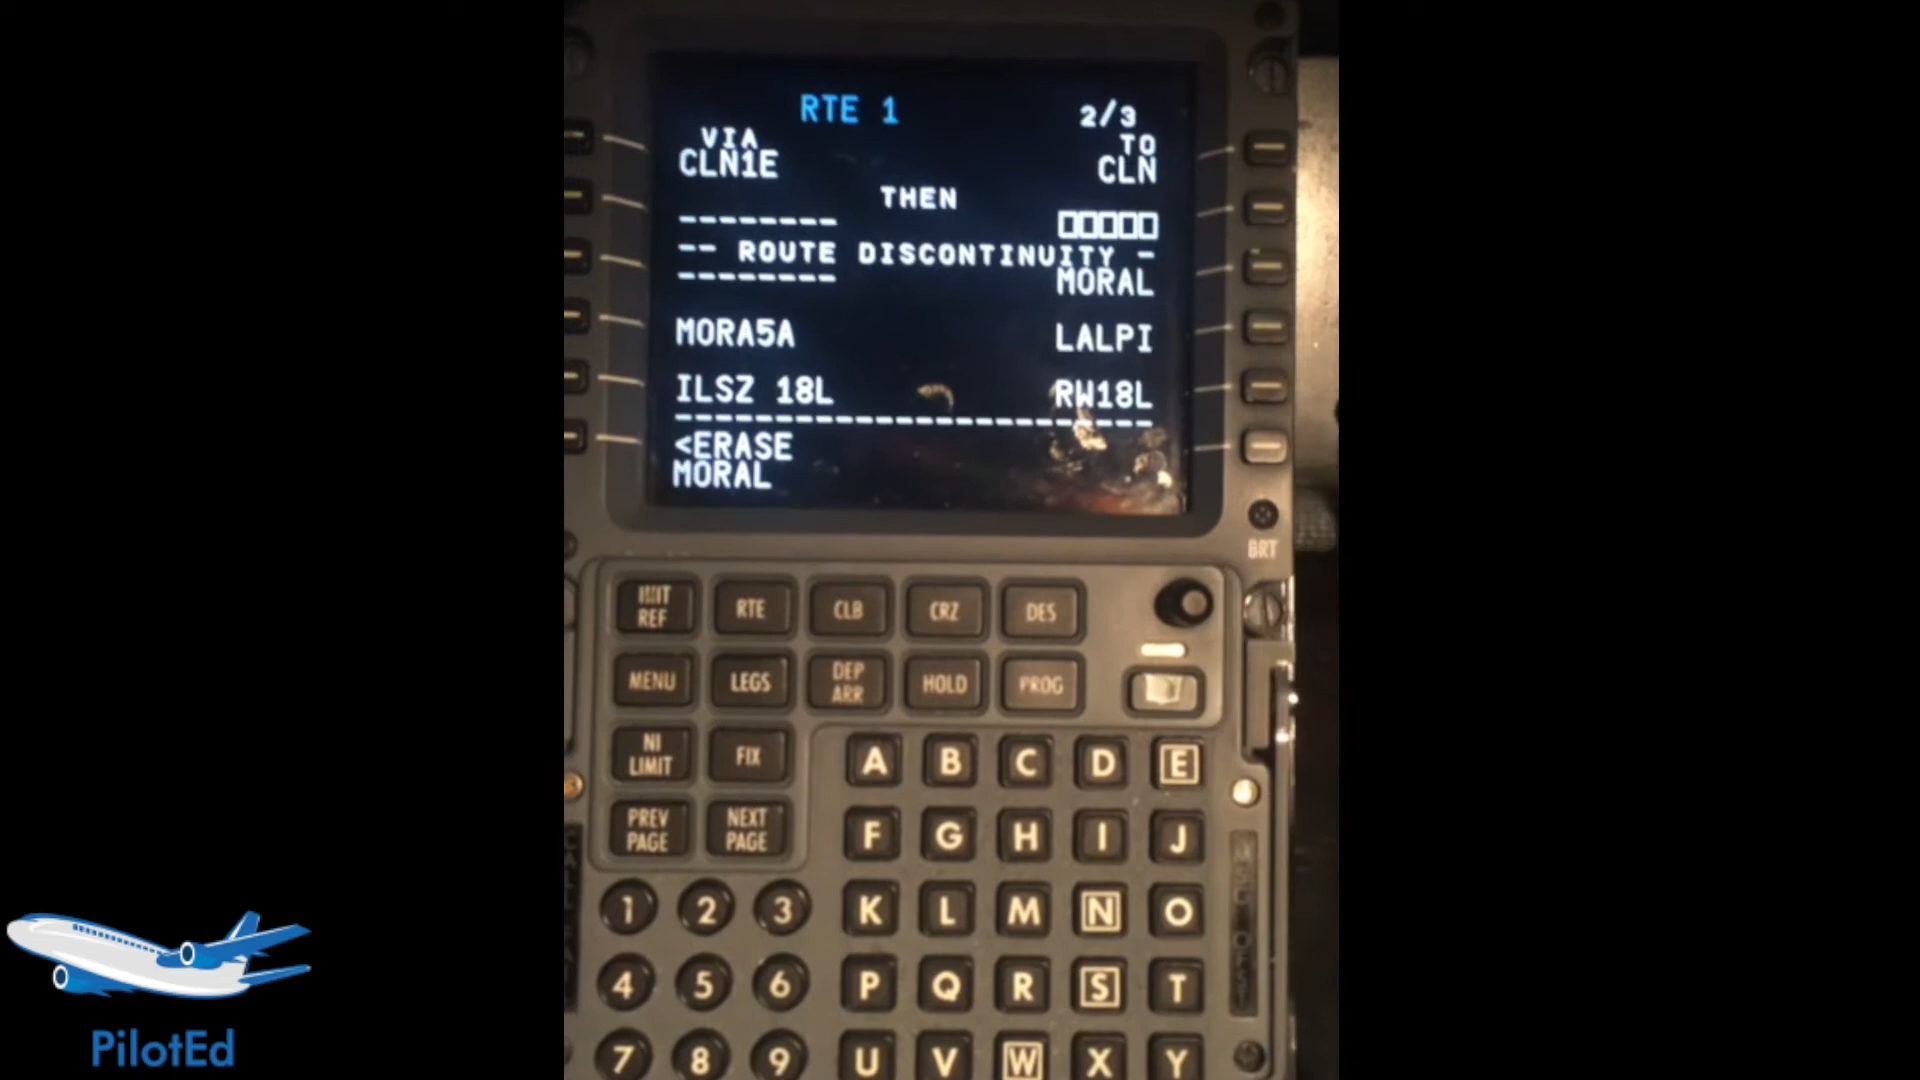 RTE 1 2/3
VIA TO
CLN1E CLN
THEN
-------- □□□□□
-- ROUTE DISCONTINUITY -
-------- MORAL
MORA5A LALPI
ILSZ 18L RW18L
------------------------
<ERASE
MORAL
BRT
INIT REF RTE CLB CRZ DES
MENU LEGS DEP ARR HOLD PROG
N1 LIMIT FIX
PREV PAGE NEXT PAGE
A B C D E
F G H I J
1 2 3 K L M N O
4 5 6 P Q R S T
7 8 9 U V W X Y
PilotEd